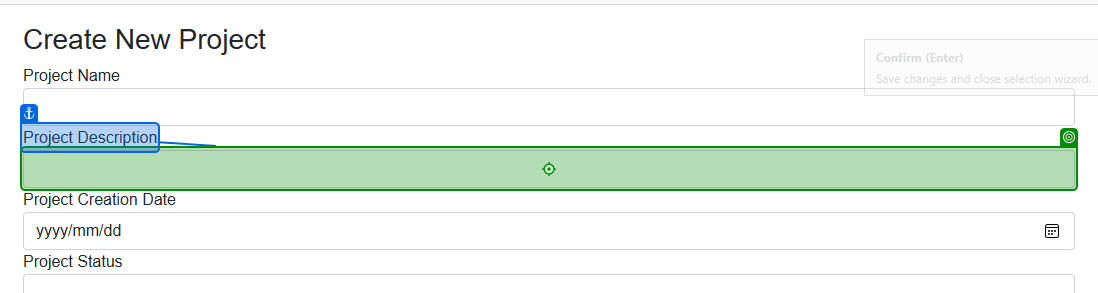 Create New Project
Confirm (Enter)
Save changes and close selection wizard.
Project Name
Project Description
Project Creation Date
yyyy/mm/dd
Project Status